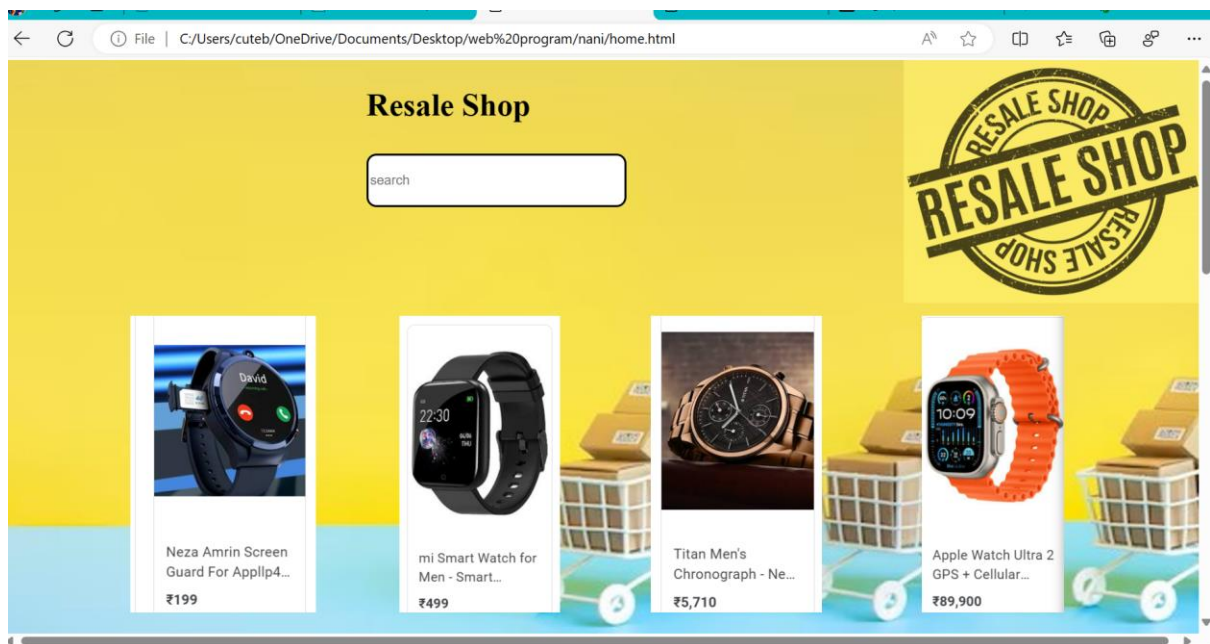 File | C:/Users/cuteb/OneDrive/Documents/Desktop/web%20program/nani/home.html
Resale Shop
search
RESALE SHOP
RESALE SHOP
RESALE SHOP
David
22:30
THU
TITAN
10:09
Neza Amrin Screen
Guard For Appllp4...
₹199
mi Smart Watch for
Men - Smart...
₹499
Titan Men's
Chronograph - Ne...
₹5,710
Apple Watch Ultra 2
GPS + Cellular...
₹89,900